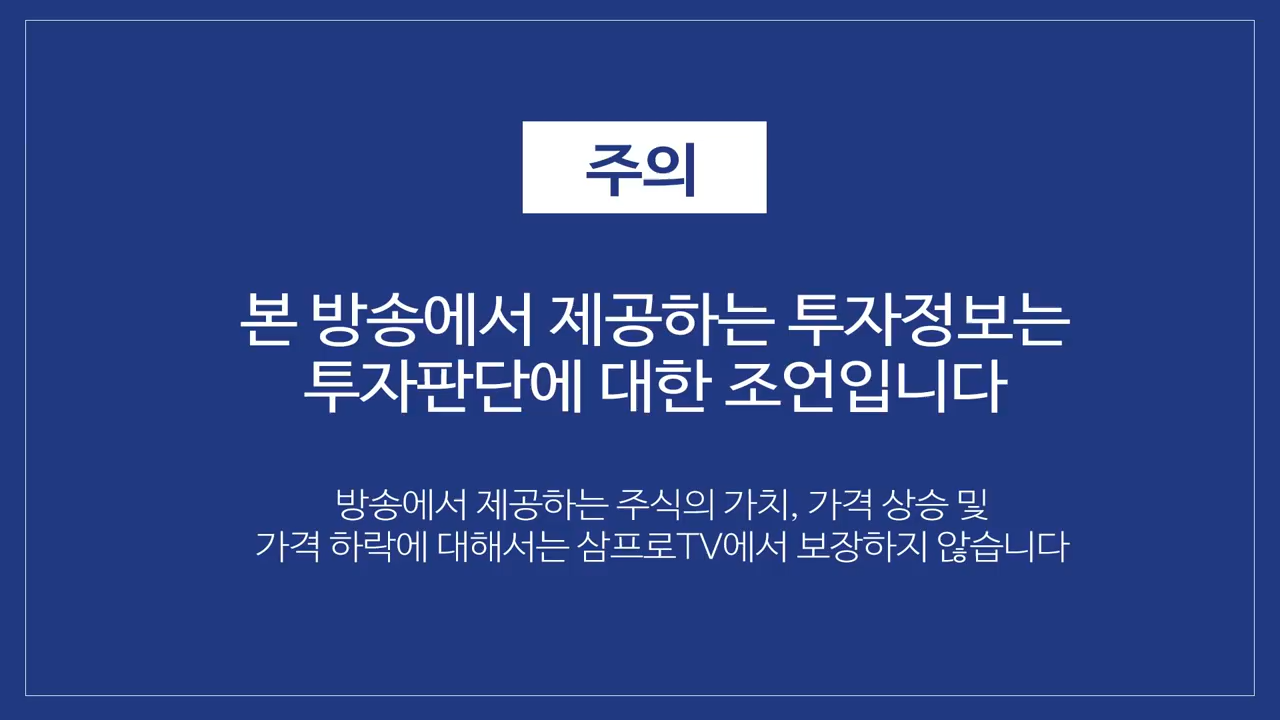 주의
본 방송에서 제공하는 투자정보는
투자판단에 대한 조언입니다
방송에서 제공하는 주식의 가치, 가격 상승 및
가격 하락에 대해서는 삼프로TV에서 보장하지 않습니다